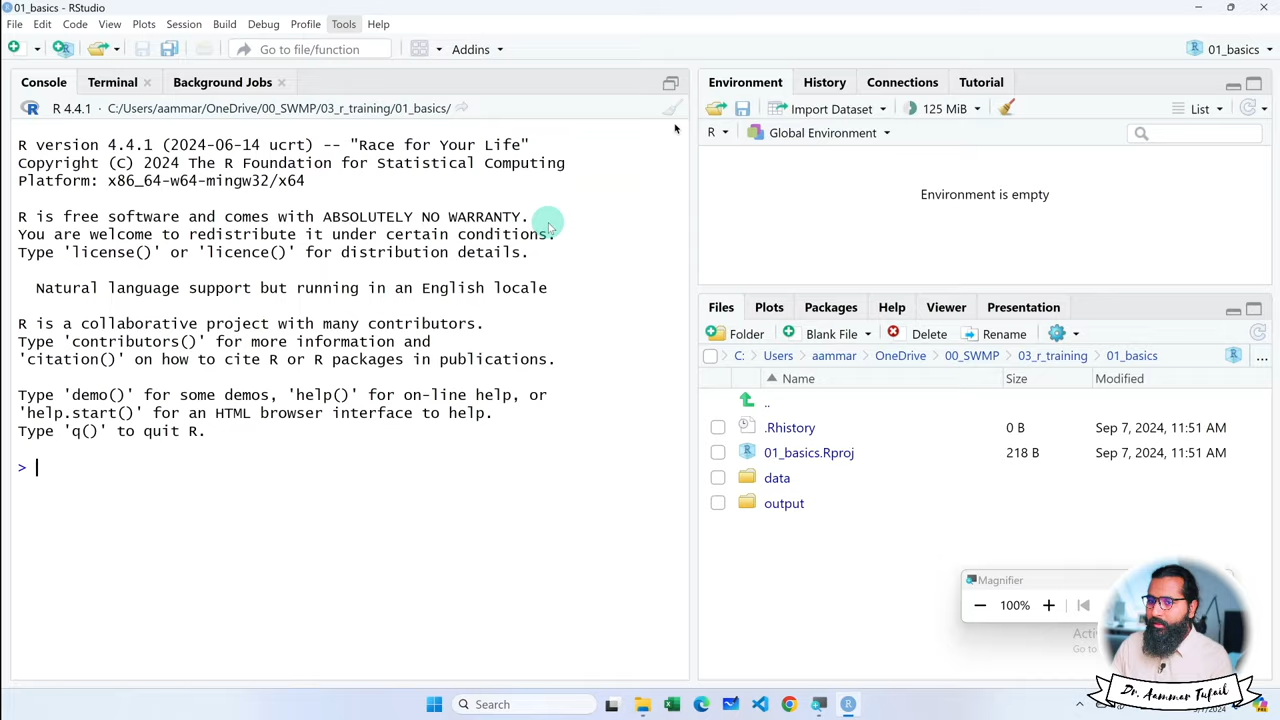 01_basics - RStudio
File Edit Code View Plots Session Build Debug Profile Tools Help
Go to file/function Addins 01_basics
Console Terminal Background Jobs
R 4.4.1 · C:/Users/aammar/OneDrive/00_SWMP/03_r_training/01_basics/
R version 4.4.1 (2024-06-14 ucrt) -- "Race for Your Life"
Copyright (C) 2024 The R Foundation for Statistical Computing
Platform: x86_64-w64-mingw32/x64
R is free software and comes with ABSOLUTELY NO WARRANTY.
You are welcome to redistribute it under certain conditions.
Type 'license()' or 'licence()' for distribution details.
Natural language support but running in an English locale
R is a collaborative project with many contributors.
Type 'contributors()' for more information and
'citation()' on how to cite R or R packages in publications.
Type 'demo()' for some demos, 'help()' for on-line help, or
'help.start()' for an HTML browser interface to help.
Type 'q()' to quit R.
>
Environment History Connections Tutorial
Import Dataset 125 MiB List
R Global Environment
Environment is empty
Files Plots Packages Help Viewer Presentation
Folder Blank File Delete Rename
C: Users aammar OneDrive 00_SWMP 03_r_training 01_basics ...
Name Size Modified
..
.Rhistory 0 B Sep 7, 2024, 11:51 AM
01_basics.Rproj 218 B Sep 7, 2024, 11:51 AM
data
output
Magnifier
100%
Dr. Aammar Tufail
Search